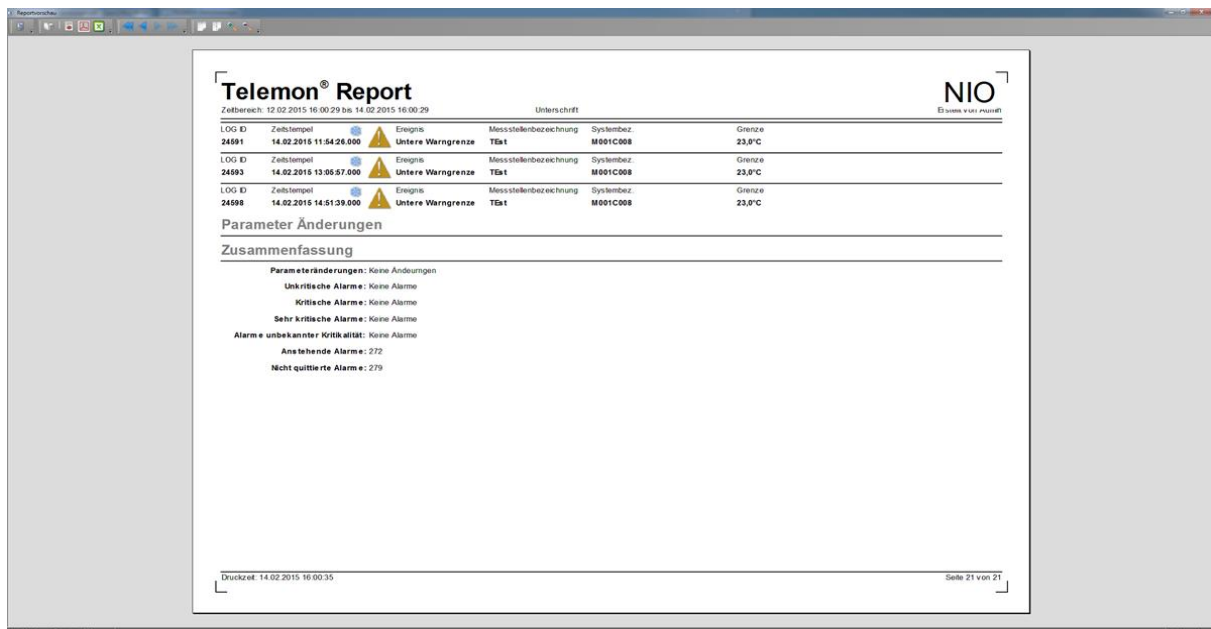 Reportvorschau
Telemon® Report
NIO
Zeitbereich: 12.02.2015 16:00:29 bis 14.02.2015 16:00:29 Unterschrift Erstellt von Admin
LOG ID Zeitstempel Ereignis Messstellenbezeichnung Systembez. Grenze
24591 14.02.2015 11:54:26.000 Untere Warngrenze TEst M001C008 23,0°C
LOG ID Zeitstempel Ereignis Messstellenbezeichnung Systembez. Grenze
24593 14.02.2015 13:05:57.000 Untere Warngrenze TEst M001C008 23,0°C
LOG ID Zeitstempel Ereignis Messstellenbezeichnung Systembez. Grenze
24598 14.02.2015 14:51:39.000 Untere Warngrenze TEst M001C008 23,0°C
Parameter Änderungen
Zusammenfassung
Parameteränderungen: Keine Andeurngen
Unkritische Alarme: Keine Alarme
Kritische Alarme: Keine Alarme
Sehr kritische Alarme: Keine Alarme
Alarme unbekannter Kritikalität: Keine Alarme
Anstehende Alarme: 272
Nicht quittierte Alarme: 279
Druckzeit: 14.02.2015 16:00:35 Seite 21 von 21